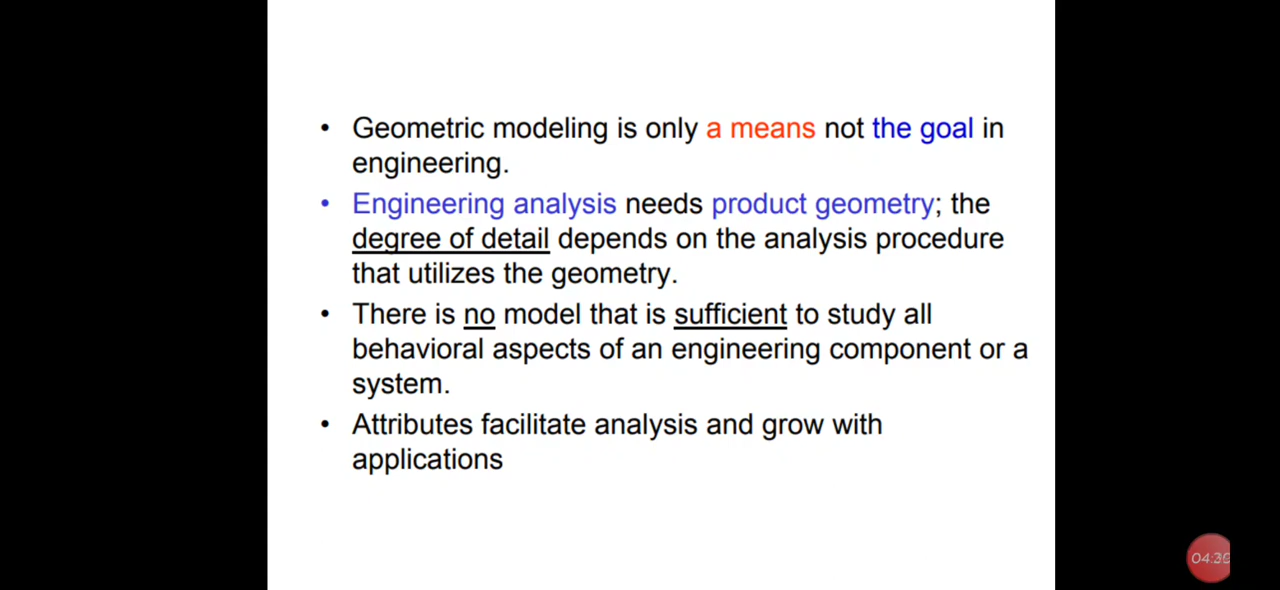 • Geometric modeling is only a means not the goal in
engineering.
• Engineering analysis needs product geometry; the
degree of detail depends on the analysis procedure
that utilizes the geometry.
• There is no model that is sufficient to study all
behavioral aspects of an engineering component or a
system.
• Attributes facilitate analysis and grow with
applications